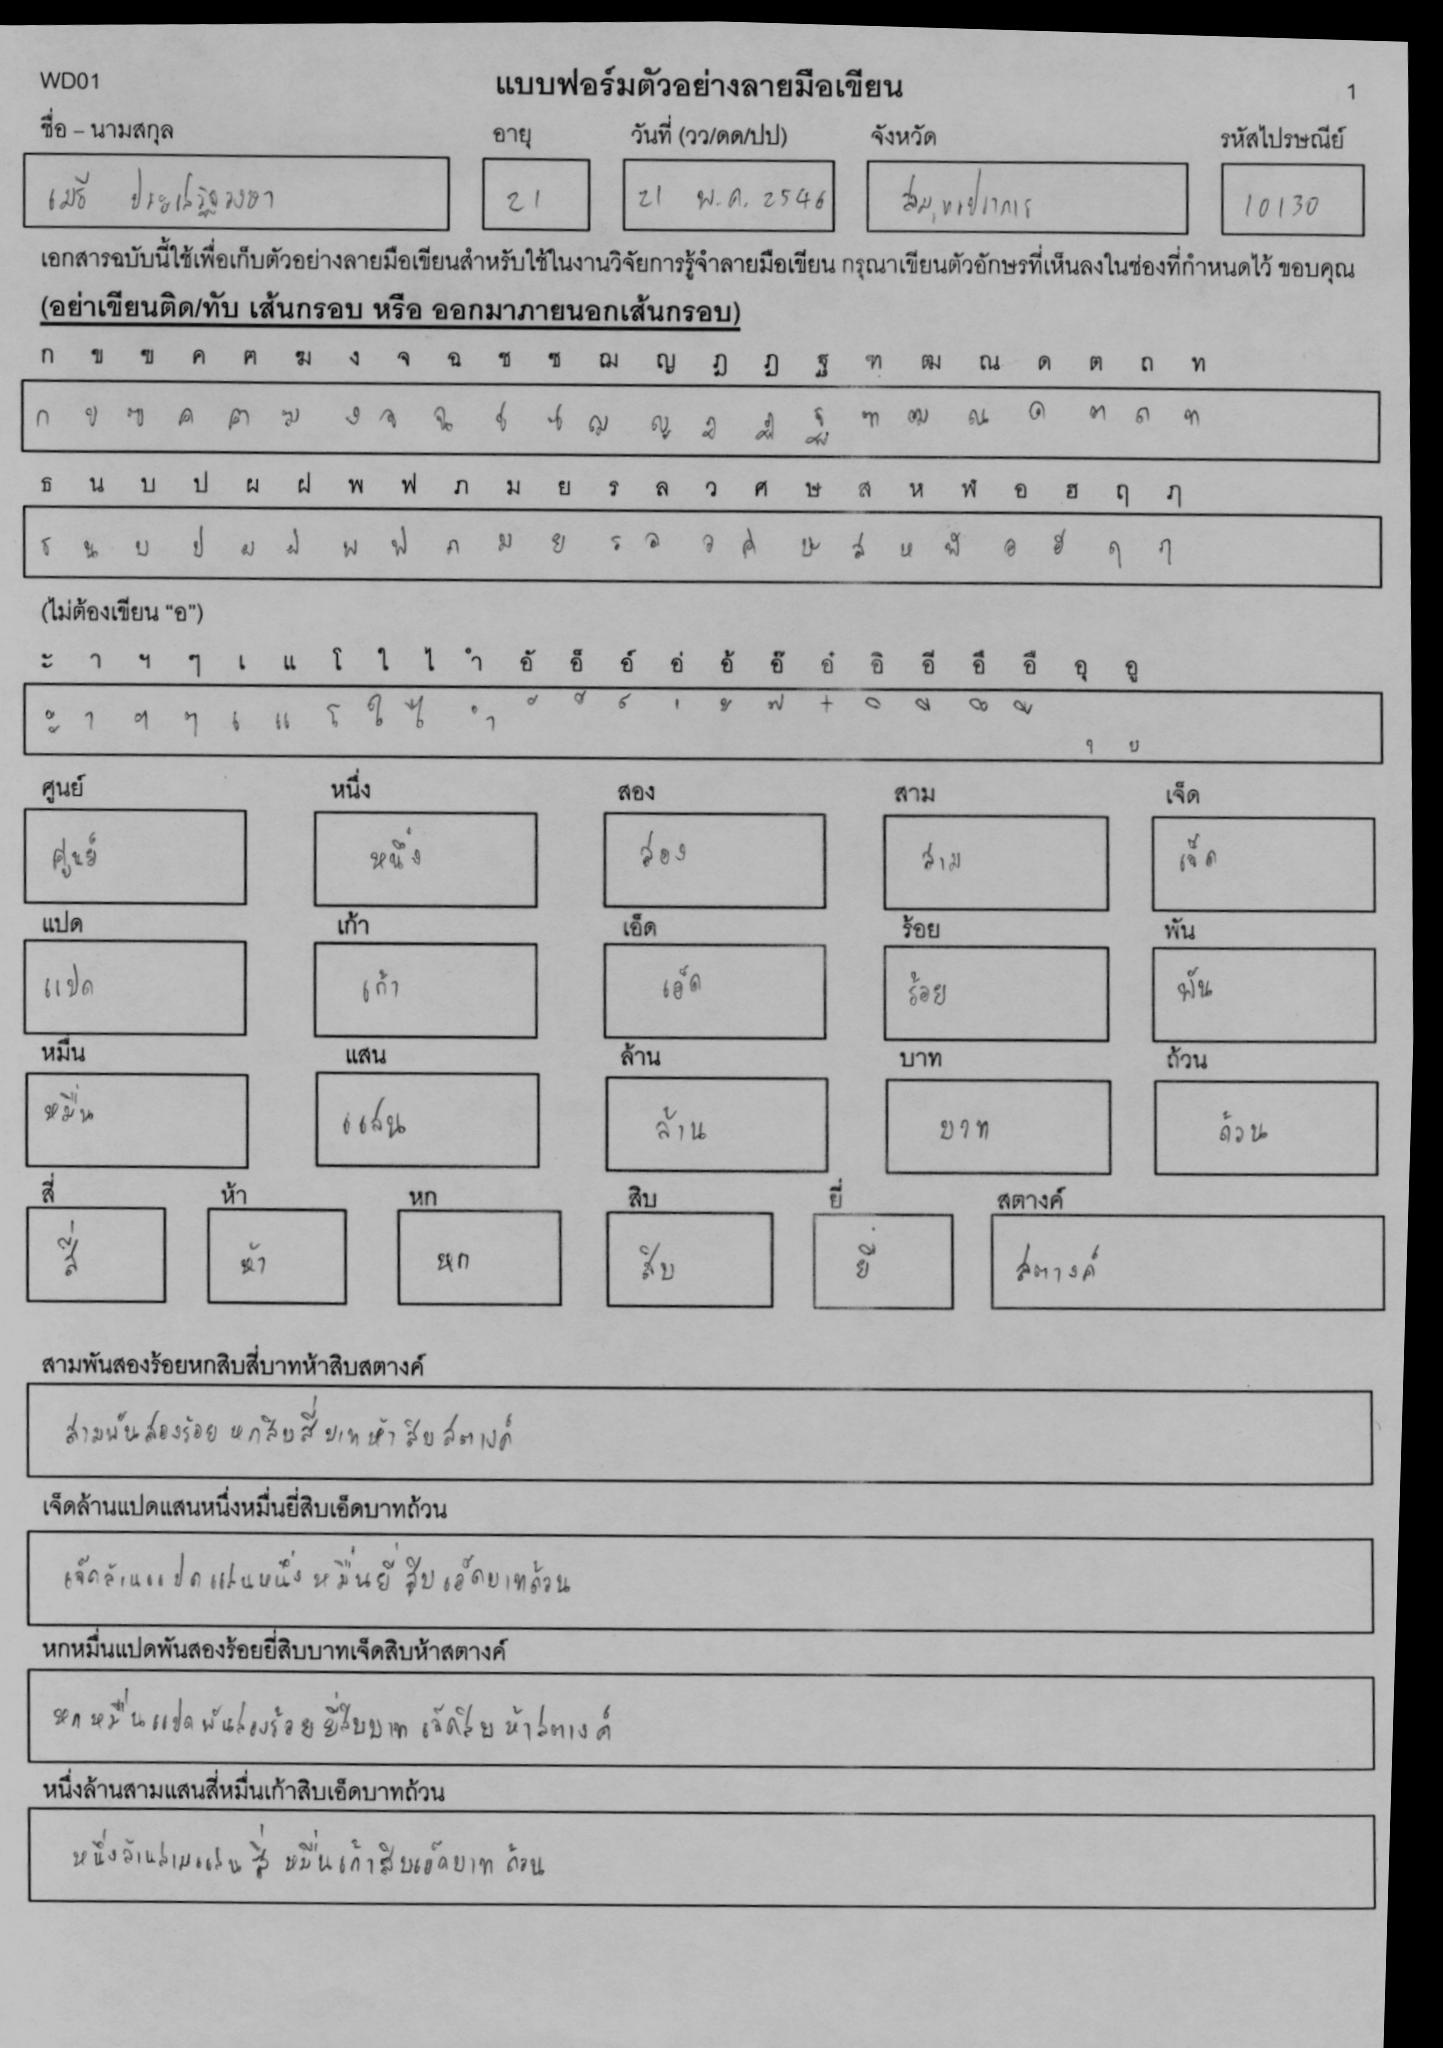 WD01 แบบฟอร์มตัวอย่างลายมือเขียน 1
ชื่อ – นามสกุล อายุ วันที่ (วว/ดด/ปป) จังหวัด รหัสไปรษณีย์
เมธี 21 21 พ.ค. 2546 สมุทรปราการ 10130
เอกสารฉบับนี้ใช้เพื่อเก็บตัวอย่างลายมือเขียนสำหรับใช้ในงานวิจัยการรู้จำลายมือเขียน กรุณาเขียนตัวอักษรที่เห็นลงในช่องที่กำหนดไว้ ขอบคุณ
(อย่าเขียนติด/ทับ เส้นกรอบ หรือ ออกมาภายนอกเส้นกรอบ)
ก ข ฃ ค ฅ ฆ ง จ ฉ ช ซ ฌ ญ ฎ ฏ ฐ ฑ ฒ ณ ด ต ถ ท
ก ข ฃ ค ฅ ฆ ง จ ฉ ช ซ ฌ ญ ฎ ฏ ฐ ฑ ฒ ณ ด ต ถ ท
ธ น บ ป ผ ฝ พ ฟ ภ ม ย ร ล ว ศ ษ ส ห ฬ อ ฮ ฤ ฦ
ธ น บ ป ผ ฝ พ ฟ ภ ม ย ร ล ว ศ ษ ส ห ฬ อ ฮ ฤ ฦ
(ไม่ต้องเขียน “อ”)
ะ า ฯ ๆ เ แ โ ใ ไ ำ อั อ็ อ์ อ่ อ้ อ๊ อ๋ อิ อี อึ อื อุ อู
ะ า ฯ ๆ เ แ โ ใ ไ ำ ั ็ ์ ่ ้ ๊ ๋ ิ ี ึ ื ุ ู
ศูนย์ หนึ่ง สอง สาม เจ็ด
ศูนย์ หนึ่ง สอง สาม เจ็ด
แปด เก้า เอ็ด ร้อย พัน
แปด เก้า เอ็ด ร้อย พัน
หมื่น แสน ล้าน บาท ถ้วน
หมื่น แสน ล้าน บาท ถ้วน
สี่ ห้า หก สิบ ยี่ สตางค์
สี่ ห้า หก สิบ ยี่ สตางค์
สามพันสองร้อยหกสิบสี่บาทห้าสิบสตางค์
สามพันสองร้อยหกสิบสี่บาทห้าสิบสตางค์
เจ็ดล้านแปดแสนหนึ่งหมื่นยี่สิบเอ็ดบาทถ้วน
เจ็ดล้านแปดแสนหนึ่งหมื่นยี่สิบเอ็ดบาทถ้วน
หกหมื่นแปดพันสองร้อยยี่สิบบาทเจ็ดสิบห้าสตางค์
หกหมื่นแปดพันสองร้อยยี่สิบบาทเจ็ดสิบห้าสตางค์
หนึ่งล้านสามแสนสี่หมื่นเก้าสิบเอ็ดบาทถ้วน
หนึ่งล้านสามแสนสี่หมื่นเก้าสิบเอ็ดบาทถ้วน